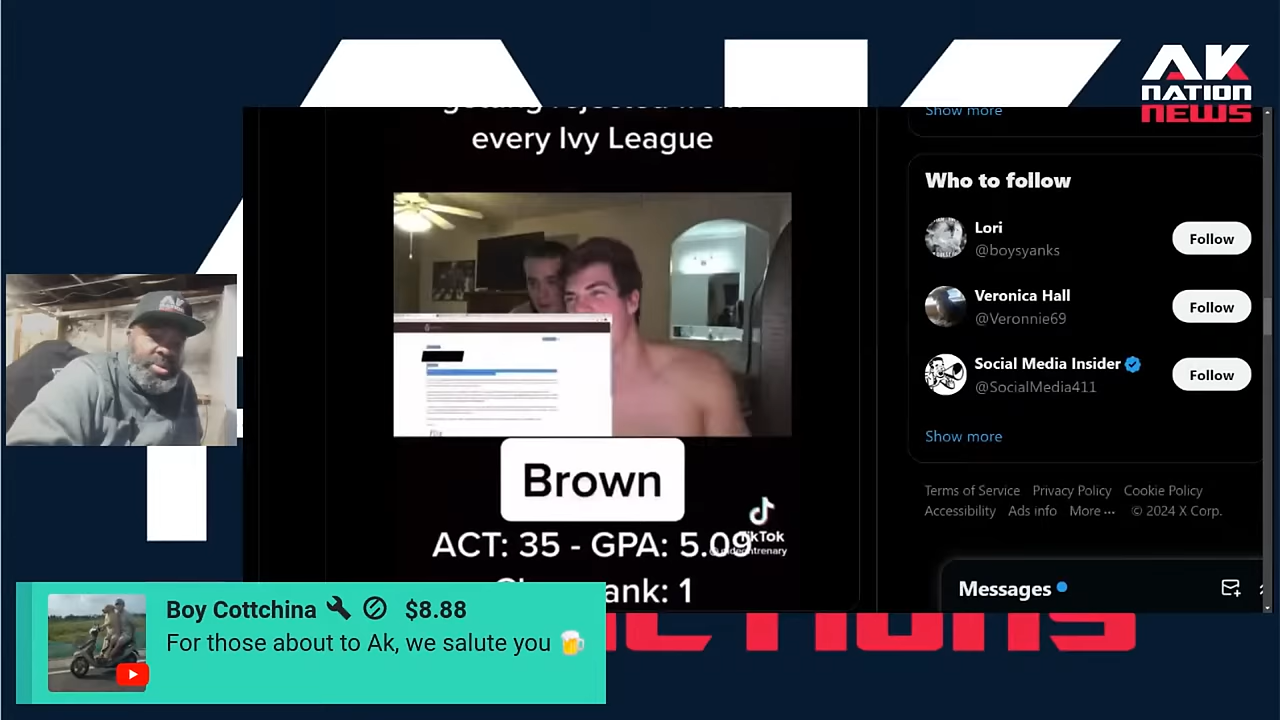 AK
NATION
NEWS
every Ivy League
Brown
ACT: 35 - GPA: 5.09
TikTok
ank: 1
Show more
Who to follow
Lori
@boysyanks
Follow
Veronica Hall
@Veronnie69
Follow
Social Media Insider
@SocialMedia411
Follow
Show more
Terms of Service Privacy Policy Cookie Policy
Accessibility Ads info More ··· © 2024 X Corp.
Messages
Boy Cottchina $8.88
For those about to Ak, we salute you 🍺